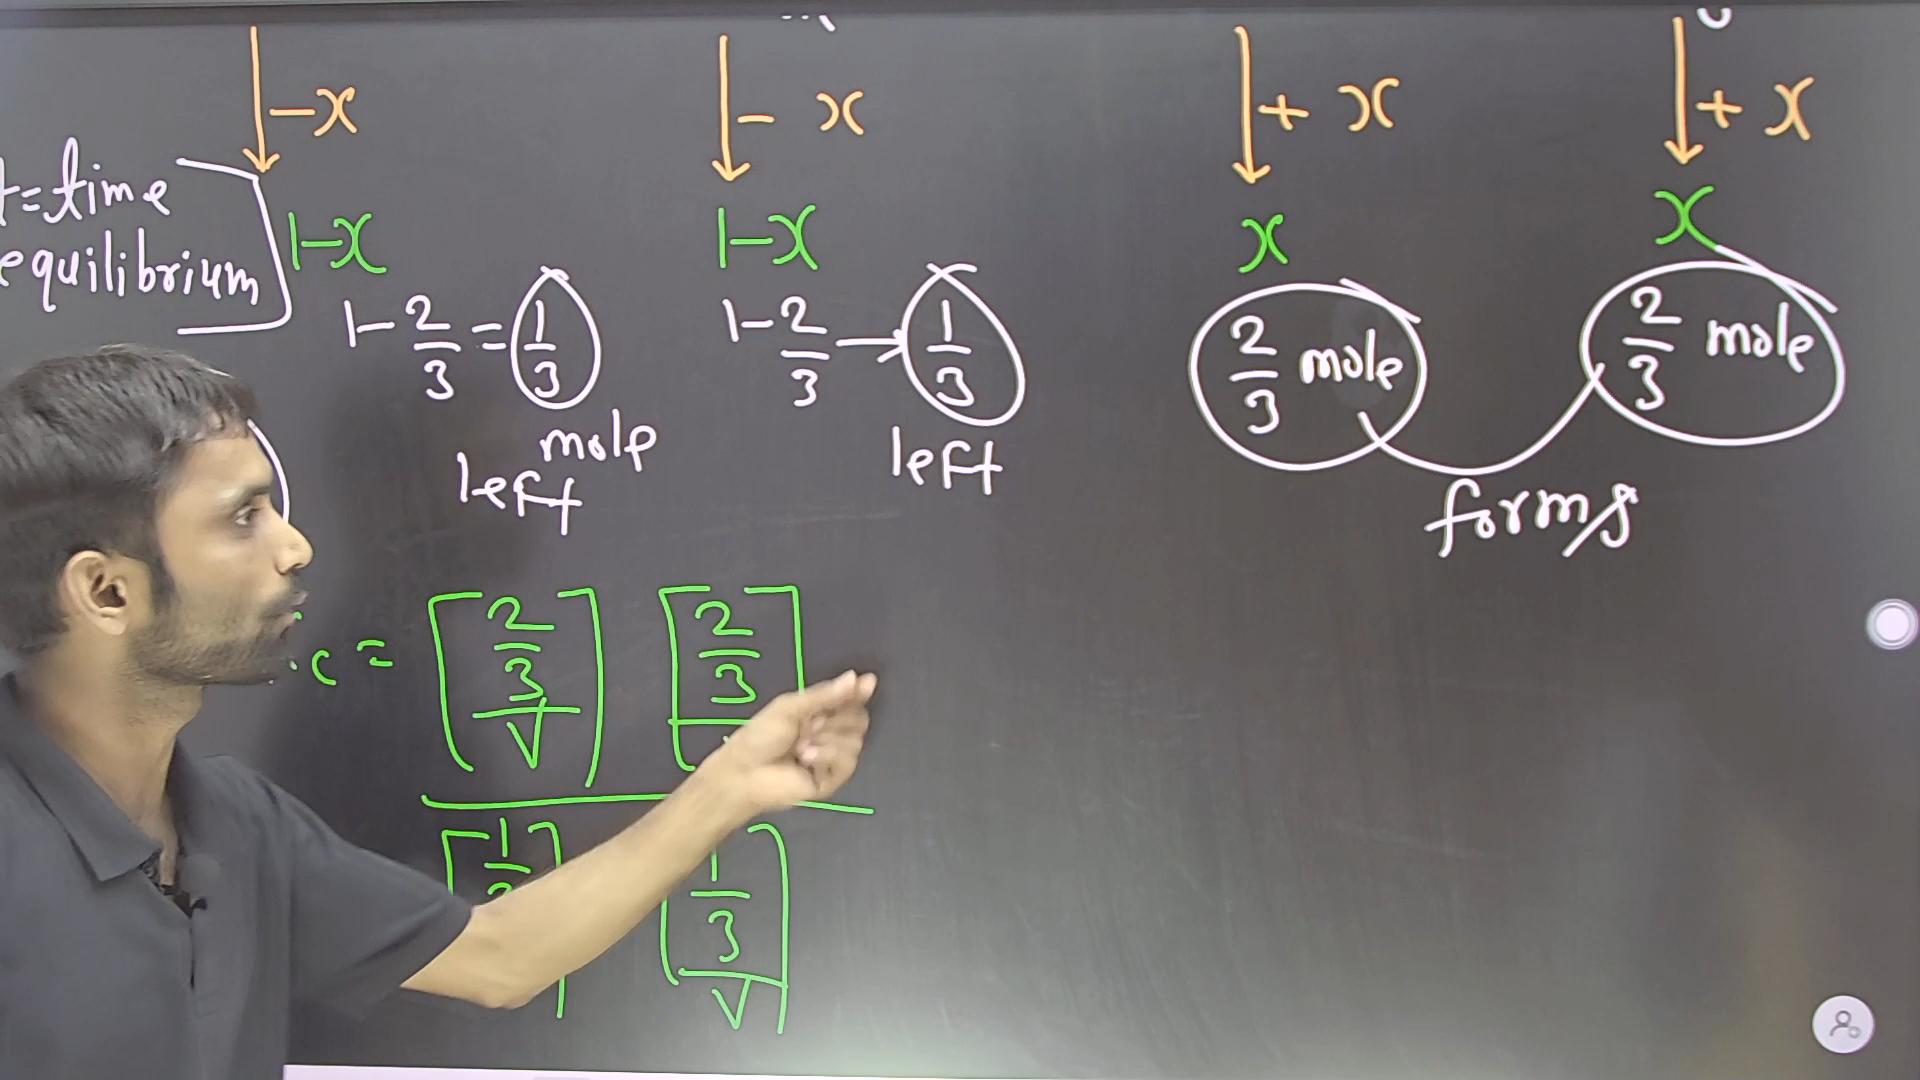 -x - x + x + x
t=time
equilibrium
1-x 1-x x x
1-2/3 = 1/3 1-2/3 → 1/3 2/3 mole 2/3 mole
left mole left
forms
c = [2/3/V] [2/3
[1/ ] [1/3/V]